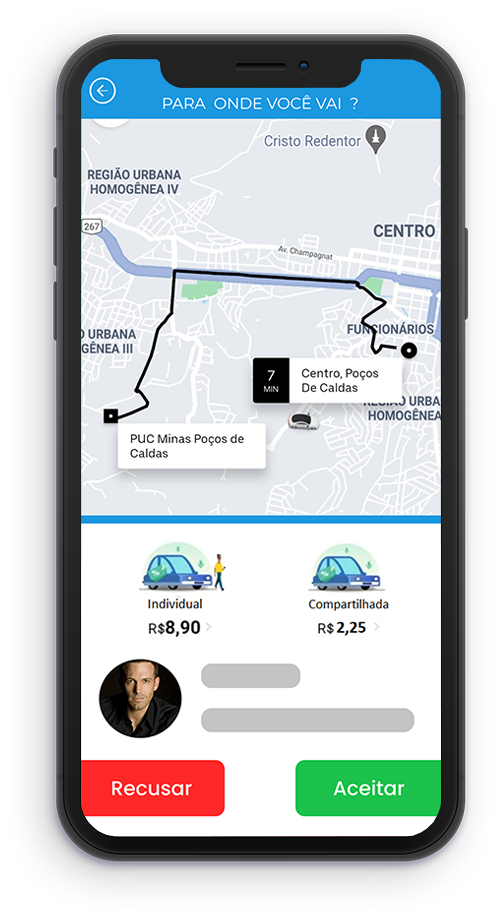 PARA ONDE VOCÊ VAI ?
Cristo Redentor
REGIÃO URBANA
HOMOGÊNEA IV
267
CENTRO
Av. Champagnat
FUNCIONÁRIOS
O URBANA
GÊNEA III
7
MIN
Centro, Poços
De Caldas
REGIÃO URBA
HOMOGÊNEA
PUC Minas Poços de
Caldas
Individual
R$8,90
Compartilhada
R$ 2,25
Recusar
Aceitar